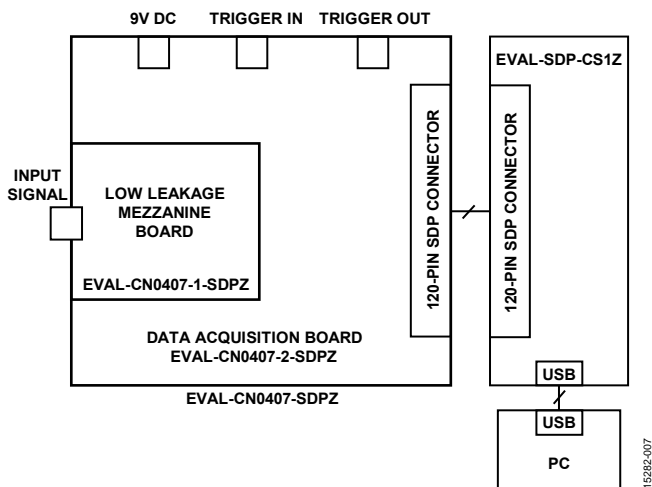 9V DC
TRIGGER IN
TRIGGER OUT
EVAL-SDP-CS1Z
120-PIN SDP CONNECTOR
120-PIN SDP CONNECTOR
INPUT
SIGNAL
LOW LEAKAGE
MEZZANINE
BOARD
EVAL-CN0407-1-SDPZ
DATA ACQUISITION BOARD
EVAL-CN0407-2-SDPZ
EVAL-CN0407-SDPZ
USB
USB
PC
15282-007